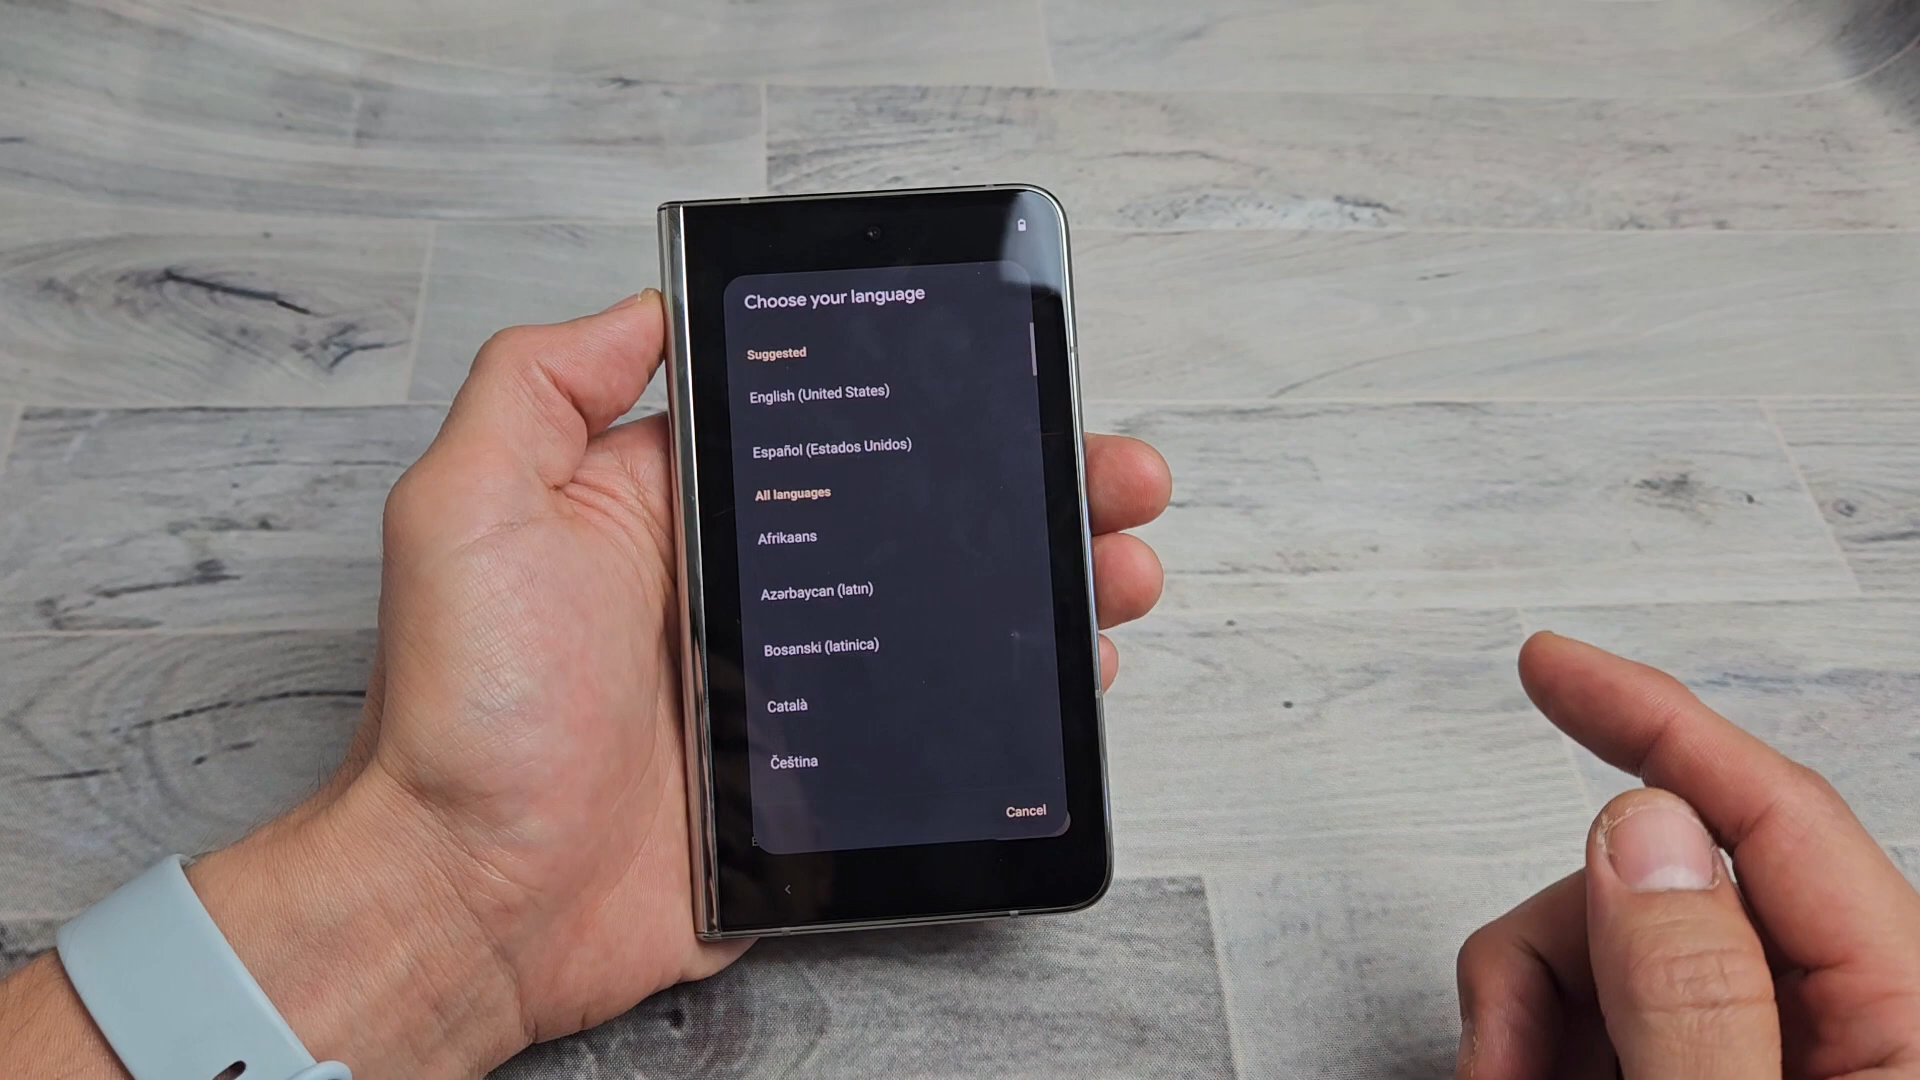 Choose your language
Suggested
English (United States)
Español (Estados Unidos)
All languages
Afrikaans
Azərbaycan (latın)
Bosanski (latinica)
Català
Čeština
Cancel